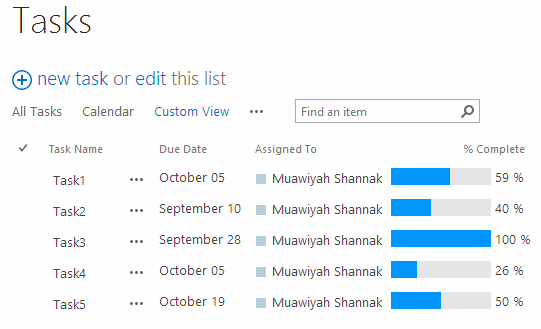 Tasks
new task or edit this list
All Tasks Calendar Custom View ••• Find an item
✓ Task Name Due Date Assigned To % Complete
Task1 ••• October 05 Muawiyah Shannak 59 %
Task2 ••• September 10 Muawiyah Shannak 40 %
Task3 ••• September 28 Muawiyah Shannak 100 %
Task4 ••• October 05 Muawiyah Shannak 26 %
Task5 ••• October 19 Muawiyah Shannak 50 %